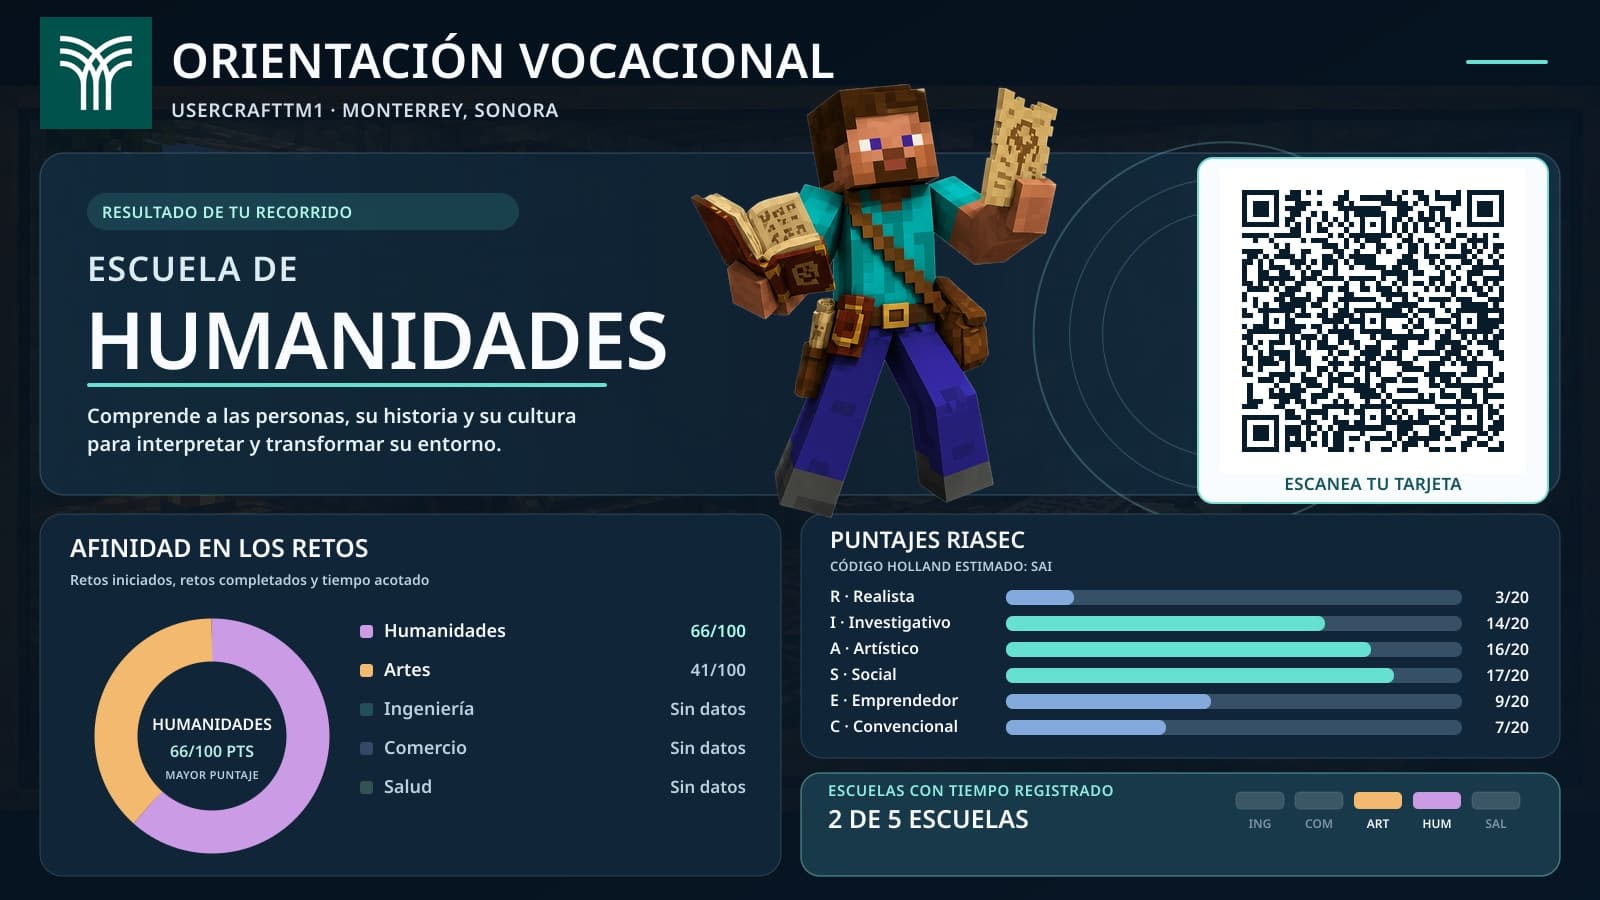 ORIENTACIÓN VOCACIONAL
USERCRAFTTM1 · MONTERREY, SONORA
RESULTADO DE TU RECORRIDO
ESCUELA DE
HUMANIDADES
Comprende a las personas, su historia y su cultura
para interpretar y transformar su entorno.
ESCANEA TU TARJETA
AFINIDAD EN LOS RETOS
Retos iniciados, retos completados y tiempo acotado
HUMANIDADES
66/100 PTS
MAYOR PUNTAJE
Humanidades 66/100
Artes 41/100
Ingeniería Sin datos
Comercio Sin datos
Salud Sin datos
PUNTAJES RIASEC
CÓDIGO HOLLAND ESTIMADO: SAI
R · Realista 3/20
I · Investigativo 14/20
A · Artístico 16/20
S · Social 17/20
E · Emprendedor 9/20
C · Convencional 7/20
ESCUELAS CON TIEMPO REGISTRADO
2 DE 5 ESCUELAS
ING COM ART HUM SAL